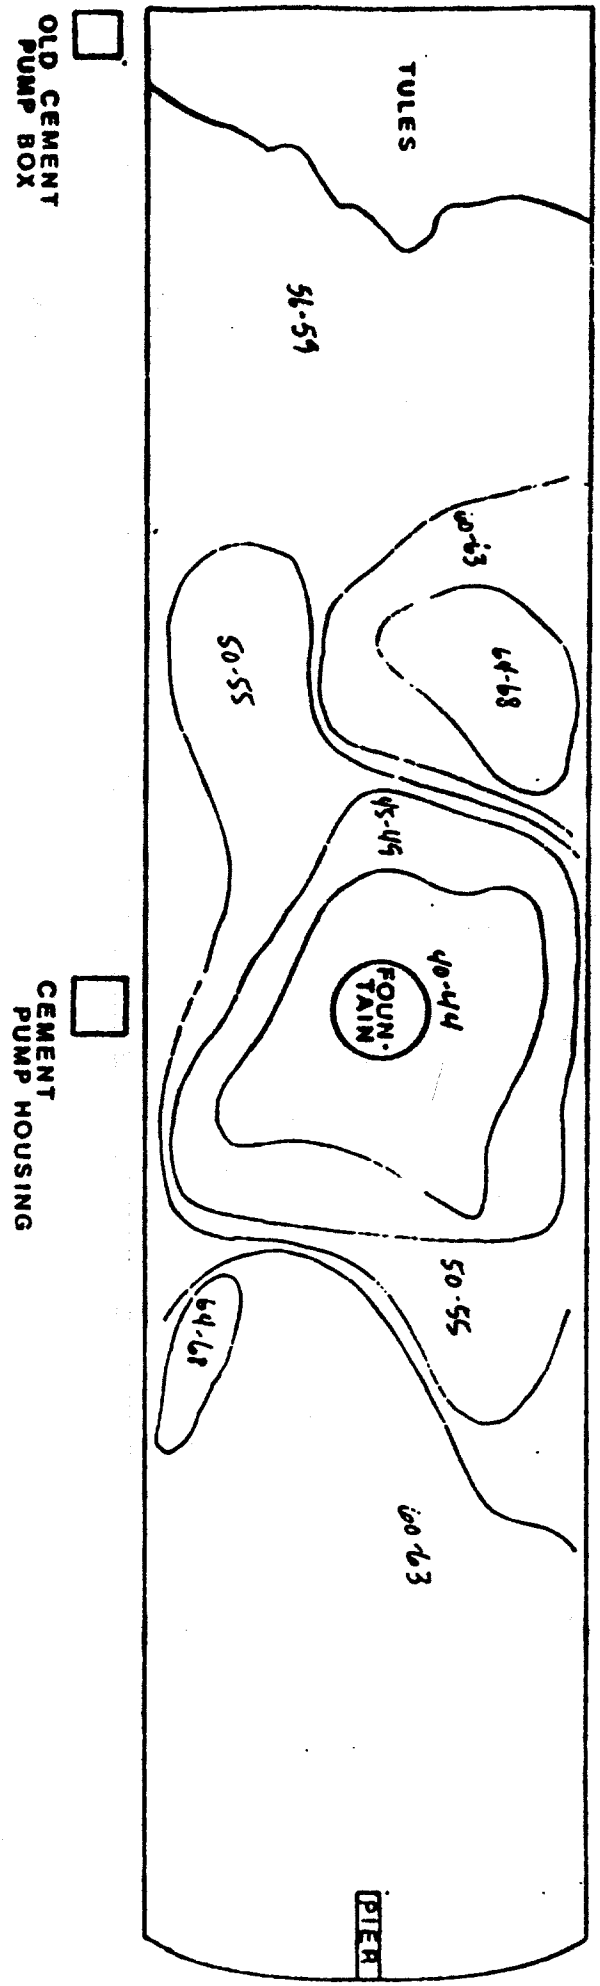 TULES
OLD CEMENT
PUMP BOX
56-59
60-63
64-68
50-55
45-49
40-44
FOUN-
TAIN
CEMENT
PUMP HOUSING
50-55
64-68
60-63
PIER